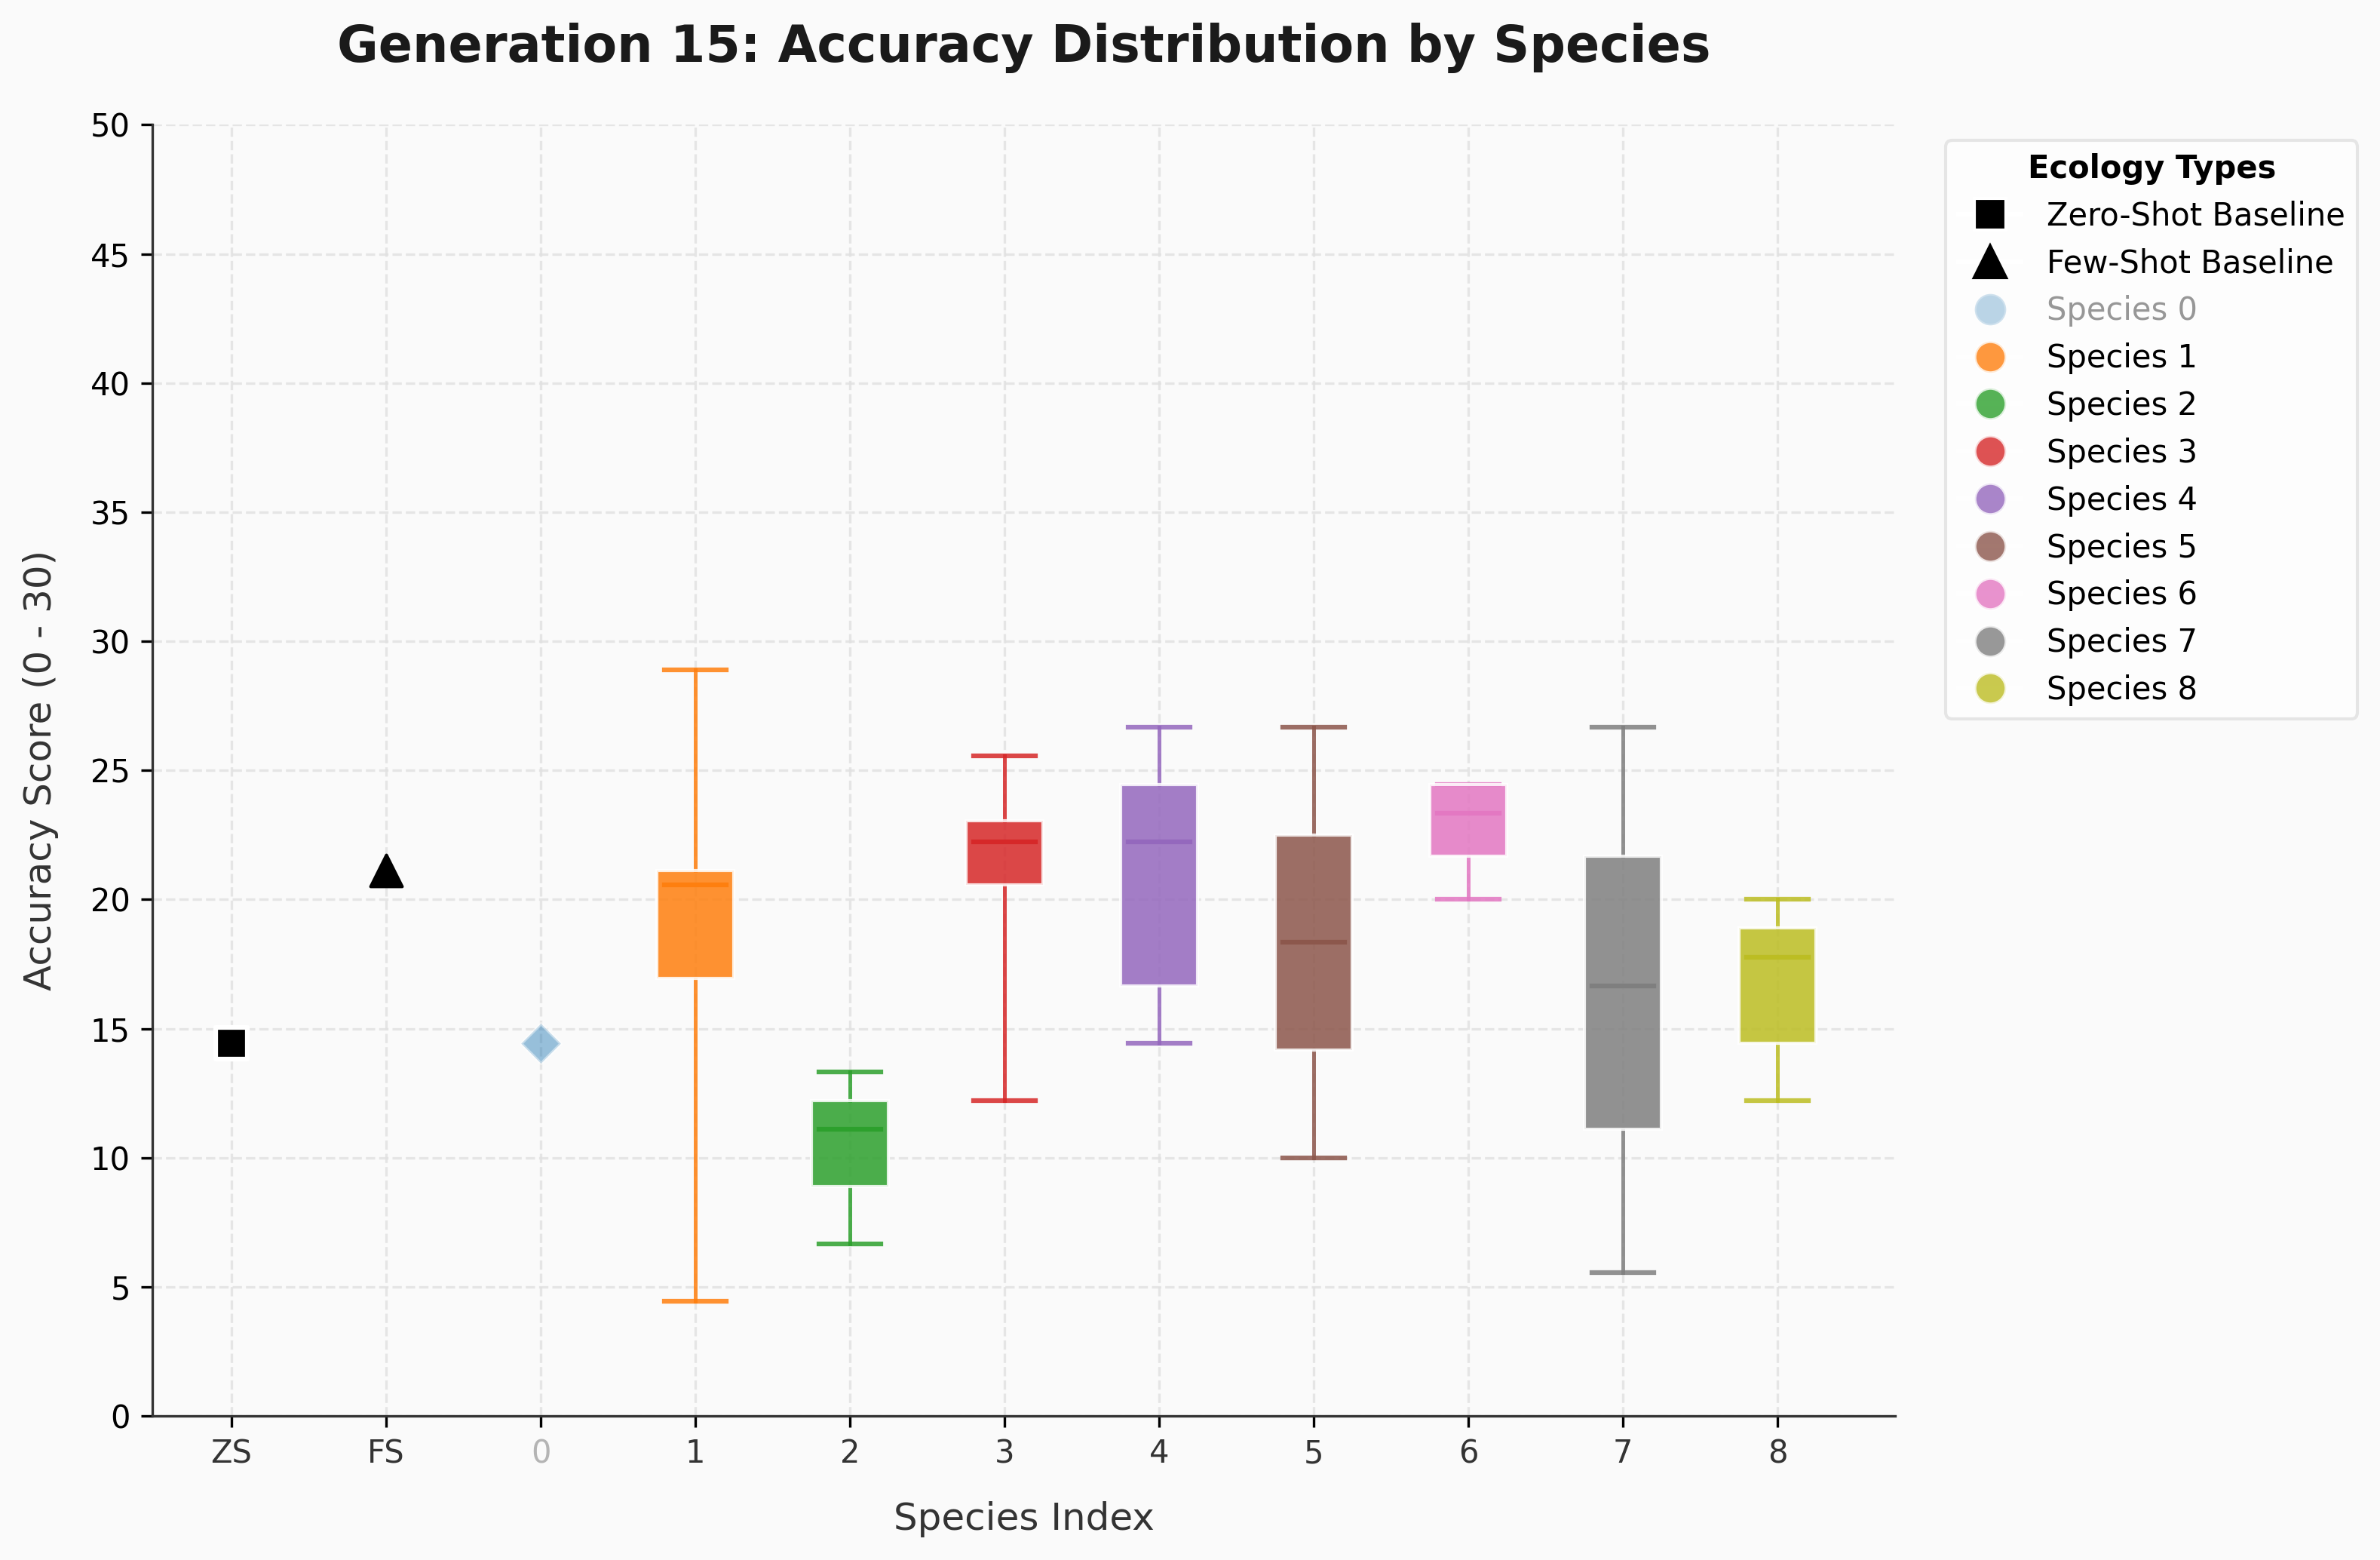 Generation 15: Accuracy Distribution by Species
Accuracy Score (0 - 30)
50
45
40
35
30
25
20
15
10
5
0
ZS FS 0 1 2 3 4 5 6 7 8
Species Index
Ecology Types
Zero-Shot Baseline
Few-Shot Baseline
Species 0
Species 1
Species 2
Species 3
Species 4
Species 5
Species 6
Species 7
Species 8